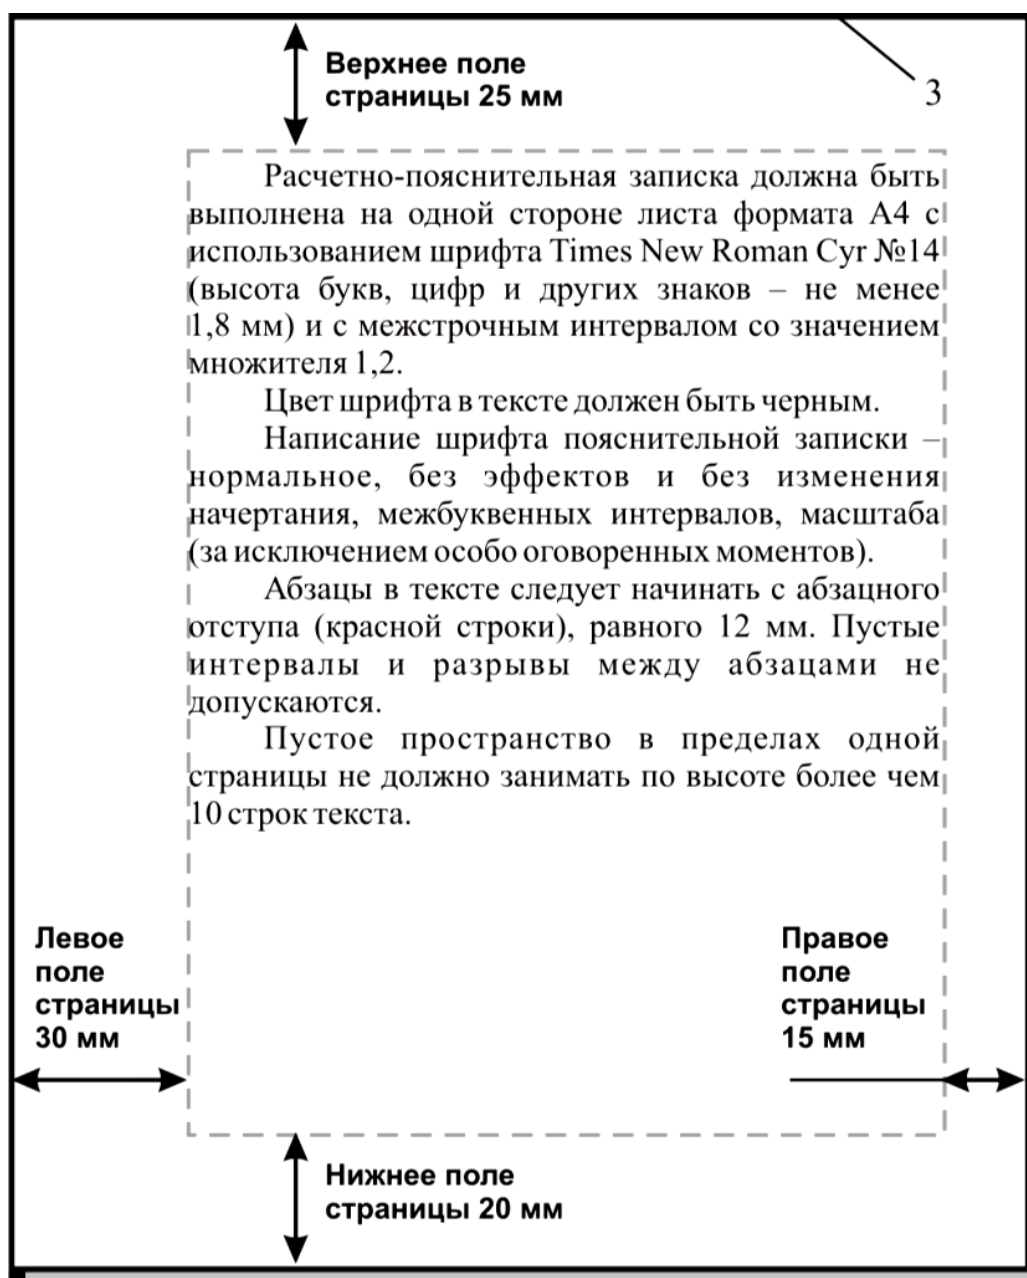 Верхнее поле
страницы 25 мм
3
Расчетно-пояснительная записка должна быть
выполнена на одной стороне листа формата А4 с
использованием шрифта Times New Roman Cyr №14
(высота букв, цифр и других знаков – не менее
1,8 мм) и с межстрочным интервалом со значением
множителя 1,2.
Цвет шрифта в тексте должен быть черным.
Написание шрифта пояснительной записки –
нормальное, без эффектов и без изменения
начертания, межбуквенных интервалов, масштаба
(за исключением особо оговоренных моментов).
Абзацы в тексте следует начинать с абзацного
отступа (красной строки), равного 12 мм. Пустые
интервалы и разрывы между абзацами не
допускаются.
Пустое пространство в пределах одной
страницы не должно занимать по высоте более чем
10 строк текста.
Левое
поле
страницы
30 мм
Правое
поле
страницы
15 мм
Нижнее поле
страницы 20 мм